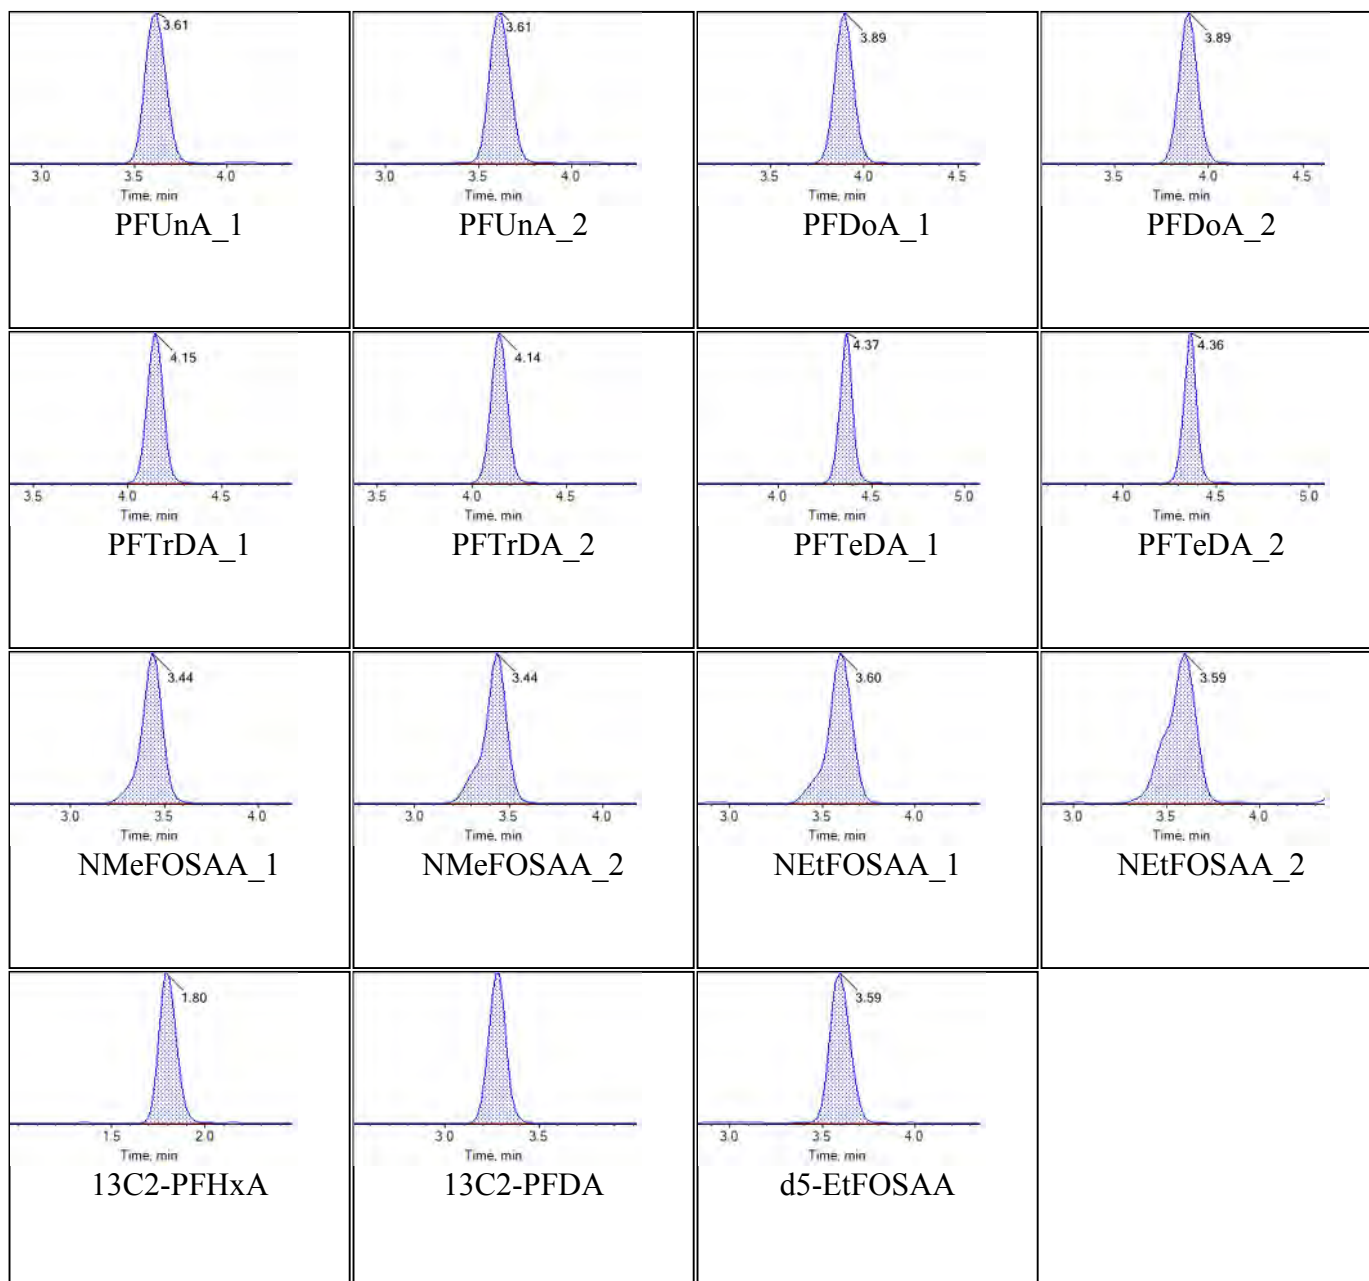 3.61
3.0 3.5 4.0
Time, min
PFUnA_1
3.61
3.0 3.5 4.0
Time, min
PFUnA_2
3.89
3.5 4.0 4.5
Time, min
PFDoA_1
3.89
3.5 4.0 4.5
Time, min
PFDoA_2
4.15
3.5 4.0 4.5
Time, min
PFTrDA_1
4.14
3.5 4.0 4.5
Time, min
PFTrDA_2
4.37
4.0 4.5 5.0
Time, min
PFTeDA_1
4.36
4.0 4.5 5.0
Time, min
PFTeDA_2
3.44
3.0 3.5 4.0
Time, min
NMeFOSAA_1
3.44
3.0 3.5 4.0
Time, min
NMeFOSAA_2
3.60
3.0 3.5 4.0
Time, min
NEtFOSAA_1
3.59
3.0 3.5 4.0
Time, min
NEtFOSAA_2
1.80
1.5 2.0
Time, min
13C2-PFHxA
3.0 3.5
Time, min
13C2-PFDA
3.59
3.0 3.5 4.0
Time, min
d5-EtFOSAA